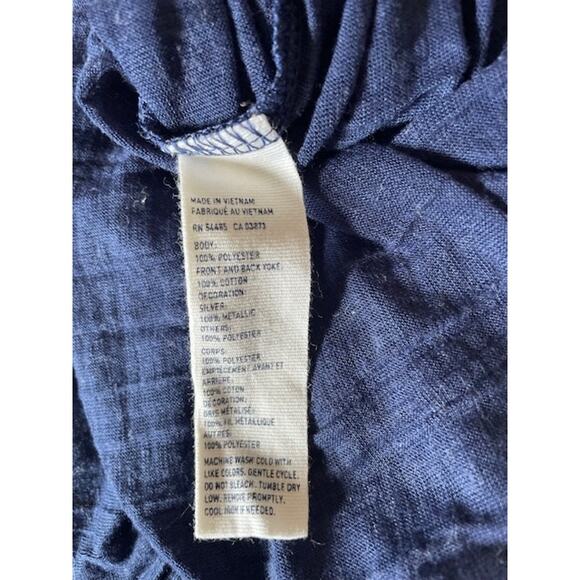 MADE IN VIETNAM
FABRIQUÉ AU VIETNAM
RN 54485 CA 03873
BODY:
100% POLYESTER
FRONT AND BACK YOKE:
100% COTTON
DECORATION:
SILVER:
100% METALLIC
OTHERS:
100% POLYESTER
CORPS:
100% POLYESTER
EMPIÈCEMENT AVANT ET
ARRIÈRE:
100% COTON
DÉCORATION:
GRIS MÉTALISÉ:
100% FIL MÉTALLIQUE
AUTRES:
100% POLYESTER
MACHINE WASH COLD WITH
LIKE COLORS. GENTLE CYCLE.
DO NOT BLEACH. TUMBLE DRY
LOW. REMOVE PROMPTLY.
COOL IRON IF NEEDED.